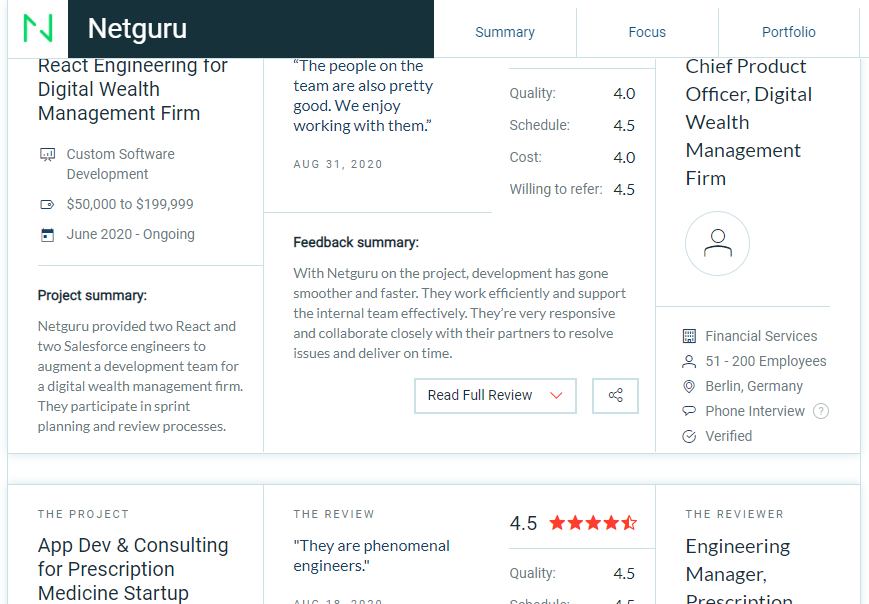 Netguru
Summary
Focus
Portfolio
React Engineering for
Digital Wealth
Management Firm
Custom Software
Development
$50,000 to $199,999
June 2020 - Ongoing
Project summary:
Netguru provided two React and
two Salesforce engineers to
augment a development team for
a digital wealth management firm.
They participate in sprint
planning and review processes.
“The people on the
team are also pretty
good. We enjoy
working with them.”
AUG 31, 2020
Quality: 4.0
Schedule: 4.5
Cost: 4.0
Willing to refer: 4.5
Feedback summary:
With Netguru on the project, development has gone
smoother and faster. They work efficiently and support
the internal team effectively. They’re very responsive
and collaborate closely with their partners to resolve
issues and deliver on time.
Read Full Review
Chief Product
Officer, Digital
Wealth
Management
Firm
Financial Services
51 - 200 Employees
Berlin, Germany
Phone Interview ?
Verified
THE PROJECT
App Dev & Consulting
for Prescription
Medicine Startup
THE REVIEW
"They are phenomenal
engineers."
AUG 18, 2020
4.5
Quality: 4.5
Schedule: 4.5
THE REVIEWER
Engineering
Manager,
Prescription